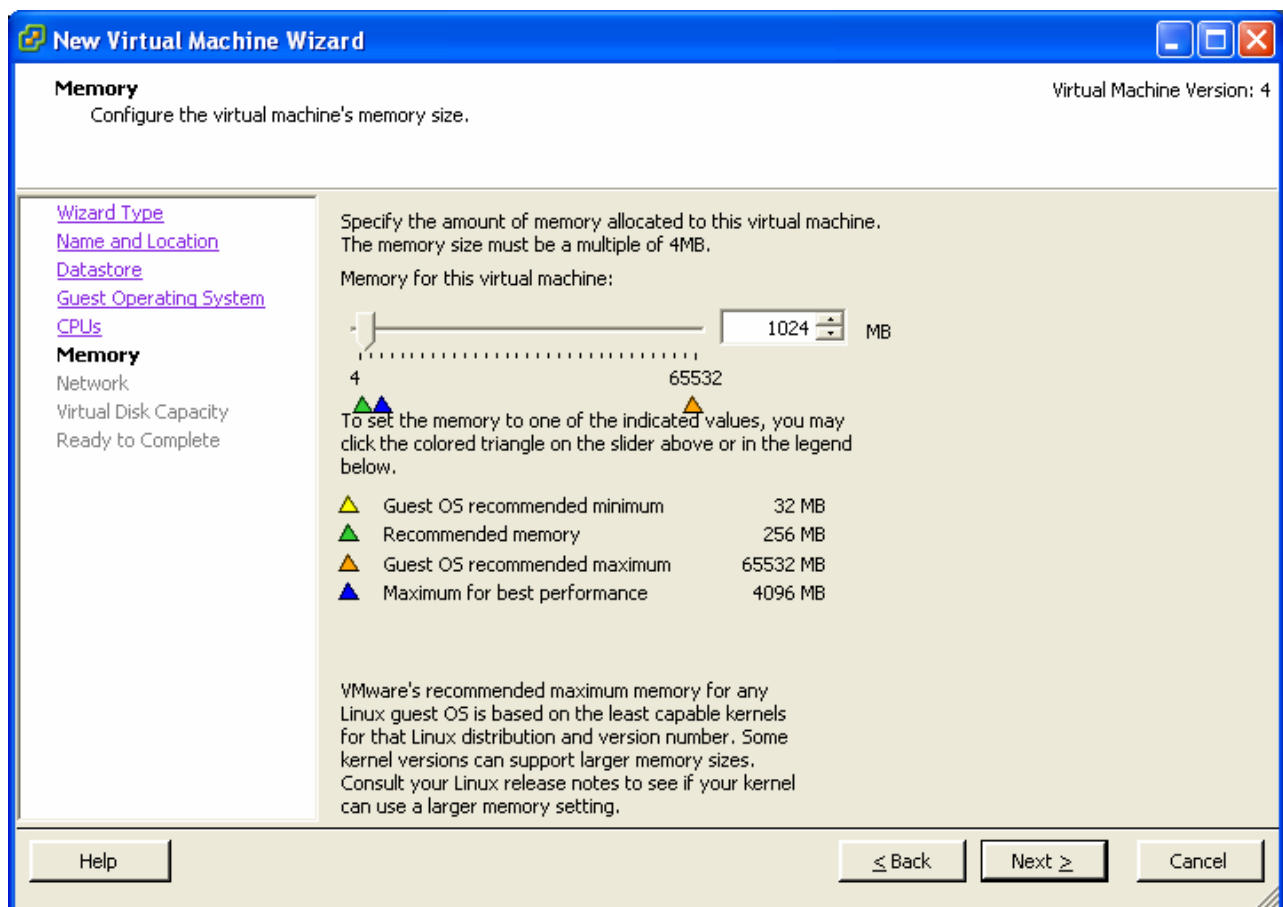 New Virtual Machine Wizard
Memory
Virtual Machine Version: 4
Configure the virtual machine's memory size.
Wizard Type
Name and Location
Datastore
Guest Operating System
CPUs
Memory
Network
Virtual Disk Capacity
Ready to Complete
Specify the amount of memory allocated to this virtual machine.
The memory size must be a multiple of 4MB.
Memory for this virtual machine:
1024 MB
4 65532
To set the memory to one of the indicated values, you may
click the colored triangle on the slider above or in the legend
below.
Guest OS recommended minimum 32 MB
Recommended memory 256 MB
Guest OS recommended maximum 65532 MB
Maximum for best performance 4096 MB
VMware's recommended maximum memory for any
Linux guest OS is based on the least capable kernels
for that Linux distribution and version number. Some
kernel versions can support larger memory sizes.
Consult your Linux release notes to see if your kernel
can use a larger memory setting.
Help
≤ Back
Next ≥
Cancel